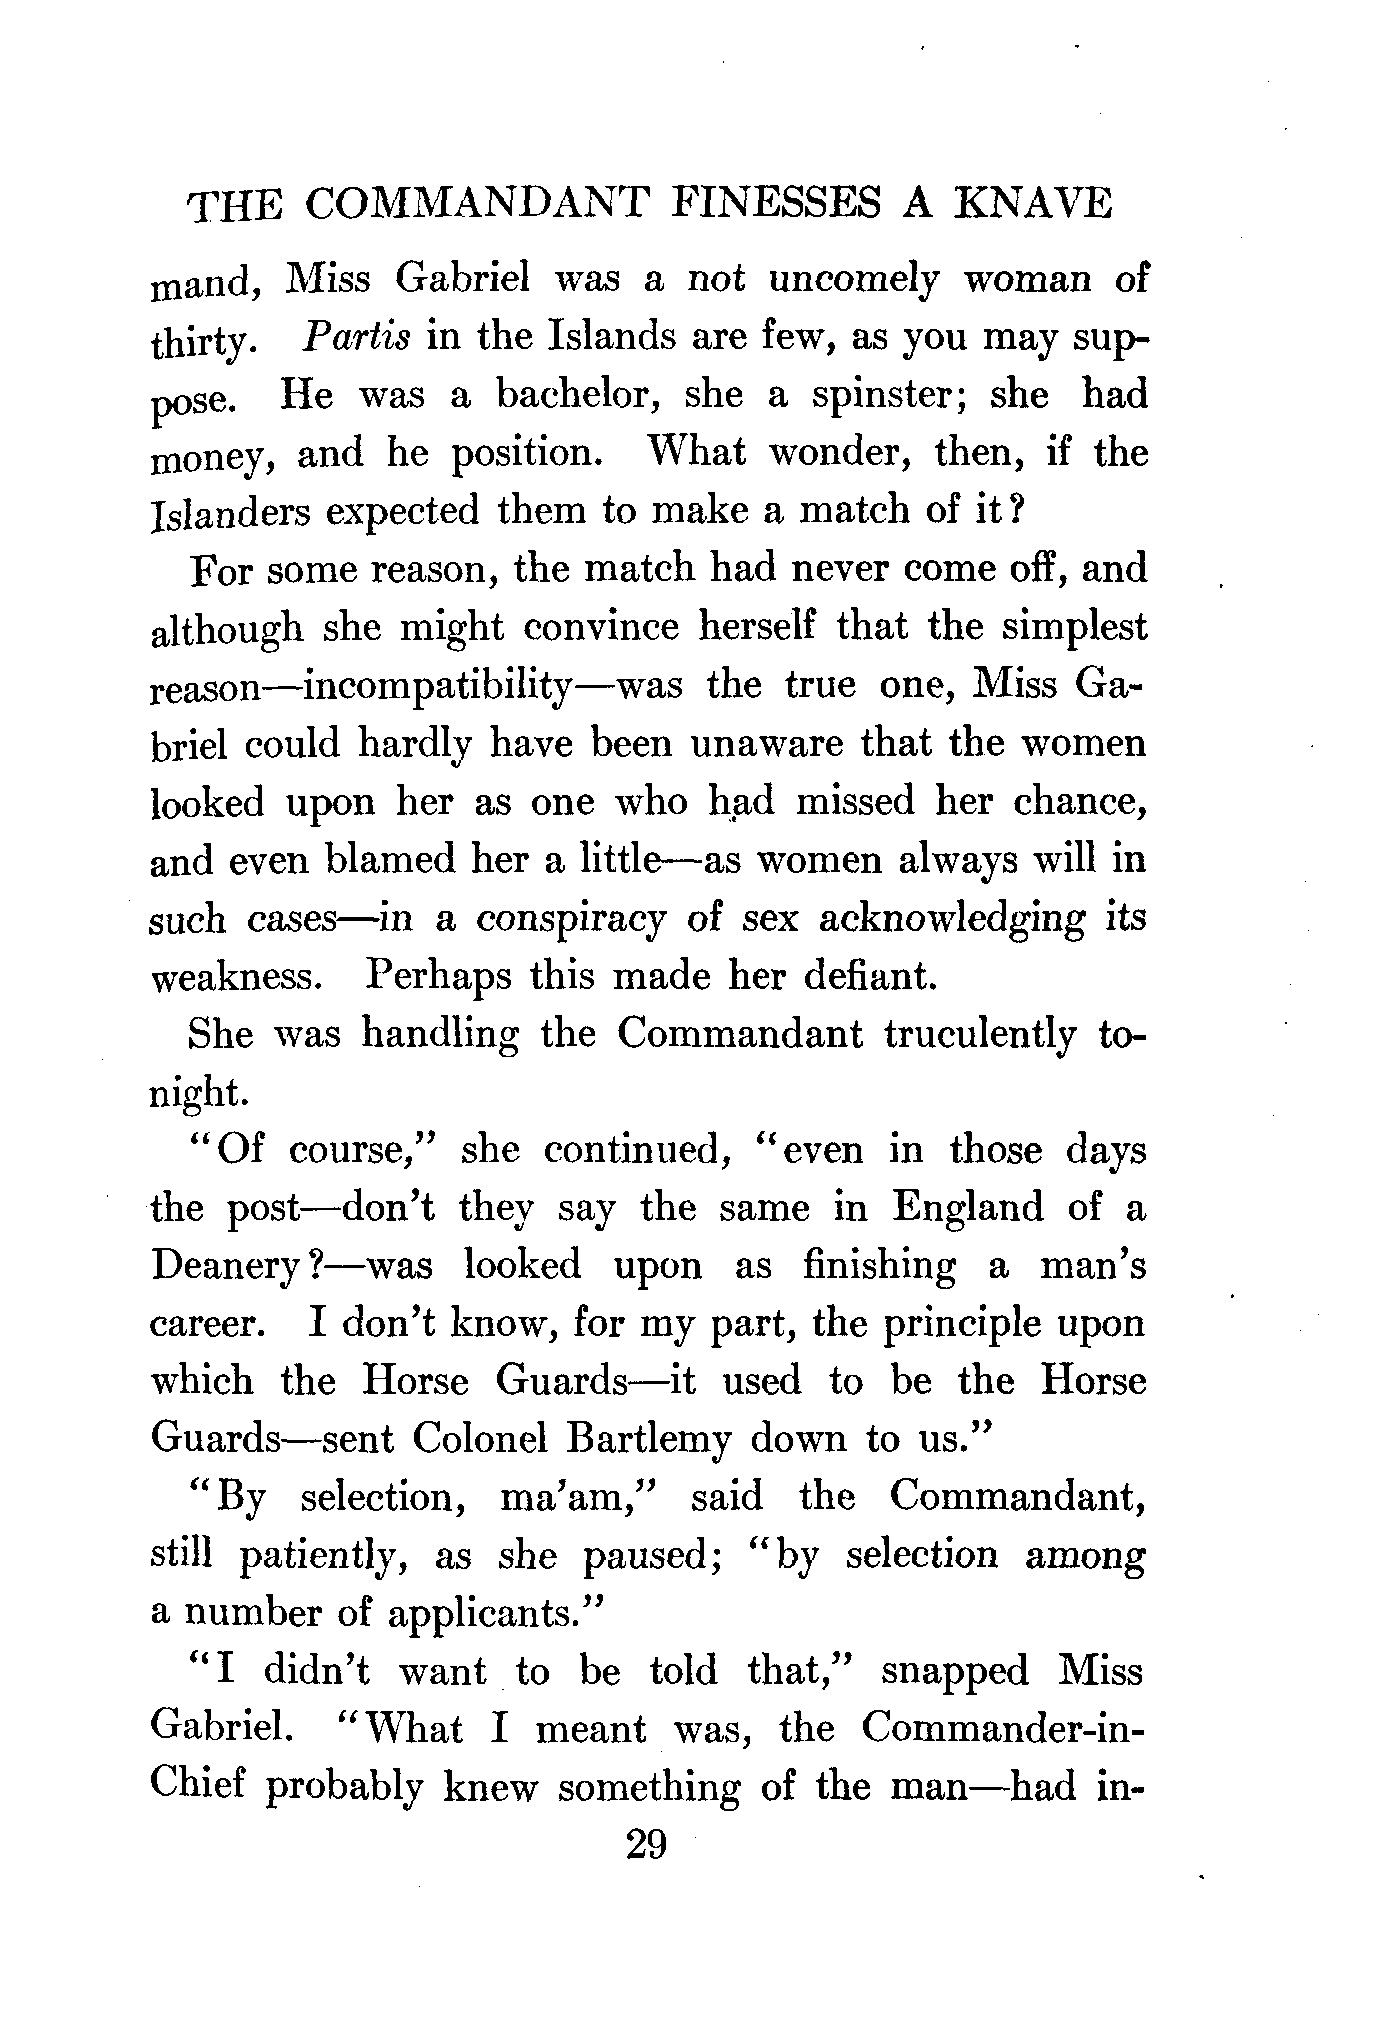 THE COMMANDANT FINESSES A KNAVE
mand, Miss Gabriel was a not uncomely woman of
thirty. Partis in the Islands are few, as you may sup-
pose. He was a bachelor, she a spinster; she had
money, and he position. What wonder, then, if the
Islanders expected them to make a match of it?
For some reason, the match had never come off, and
although she might convince herself that the simplest
reason—incompatibility—was the true one, Miss Ga-
briel could hardly have been unaware that the women
looked upon her as one who had missed her chance,
and even blamed her a little—as women always will in
such cases—in a conspiracy of sex acknowledging its
weakness. Perhaps this made her defiant.
She was handling the Commandant truculently to-
night.
“Of course,” she continued, “even in those days
the post—don’t they say the same in England of a
Deanery?—was looked upon as finishing a man’s
career. I don’t know, for my part, the principle upon
which the Horse Guards—it used to be the Horse
Guards—sent Colonel Bartlemy down to us.”
“By selection, ma’am,” said the Commandant,
still patiently, as she paused; “by selection among
a number of applicants.”
“I didn’t want to be told that,” snapped Miss
Gabriel. “What I meant was, the Commander-in-
Chief probably knew something of the man—had in-
29